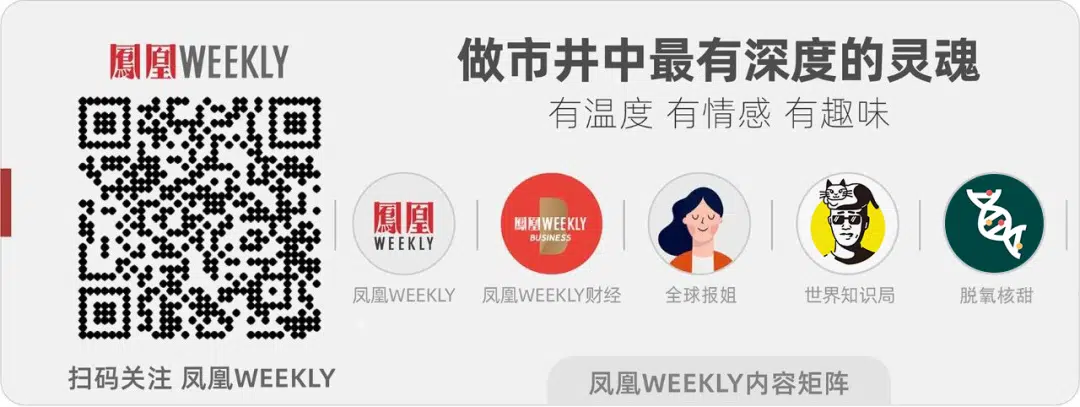 鳳凰WEEKLY
扫码关注 凤凰WEEKLY
做市井中最有深度的灵魂
有温度 有情感 有趣味
鳳凰
WEEKLY
鳳凰WEEKLY
BUSINESS
凤凰WEEKLY
凤凰WEEKLY财经
全球报姐
世界知识局
脱氧核甜
凤凰WEEKLY内容矩阵